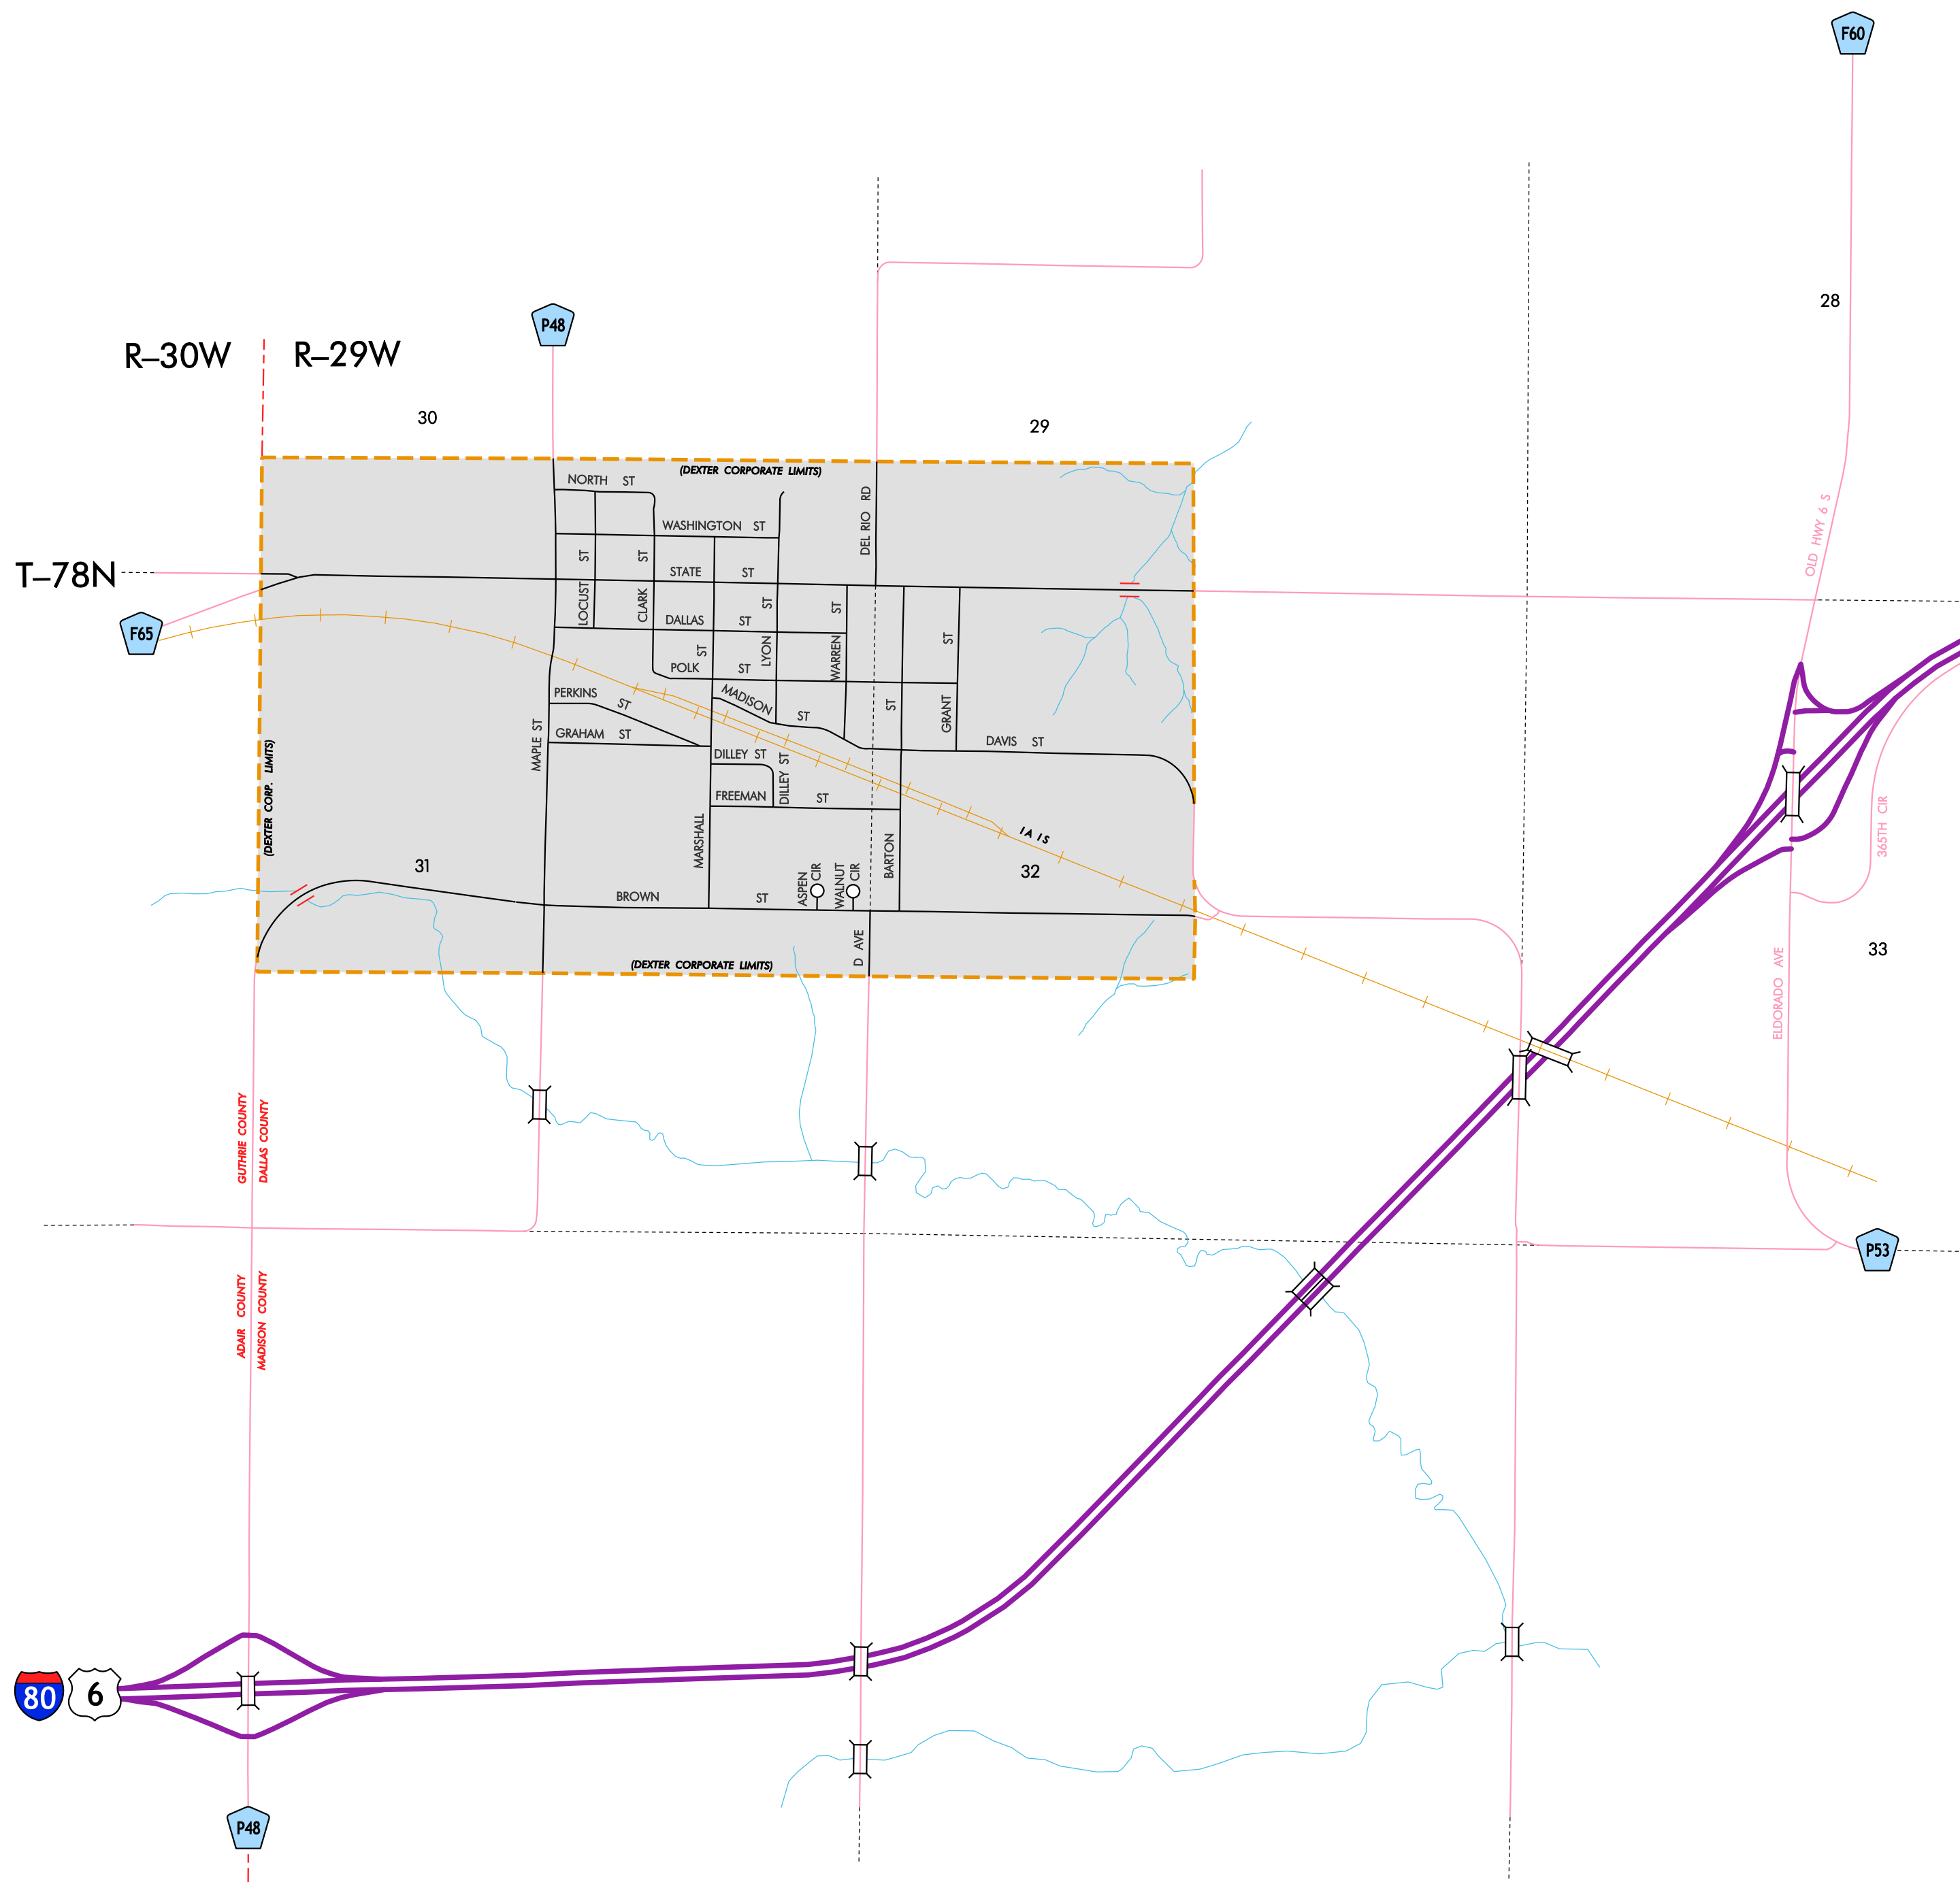 F60
28
P48
R–30W
R–29W
30
29
(DEXTER CORPORATE LIMITS)
NORTH ST
WASHINGTON ST
DEL RIO RD
OLD HWY 6 S
T–78N
STATE ST
LOCUST ST
CLARK ST
DALLAS ST
LYON ST
WARREN ST
F65
POLK ST
MARSHALL ST
GRANT ST
BARTON ST
PERKINS ST
MADISON ST
GRAHAM ST
MAPLE ST
DAVIS ST
DILLEY ST
DILLEY ST
FREEMAN ST
(DEXTER CORP. LIMITS)
IAIS
365TH CIR
31
32
ASPEN CIR
WALNUT CIR
BROWN ST
D AVE
ELDORADO AVE
33
(DEXTER CORPORATE LIMITS)
GUTHRIE COUNTY
DALLAS COUNTY
P53
ADAIR COUNTY
MADISON COUNTY
80
6
P48